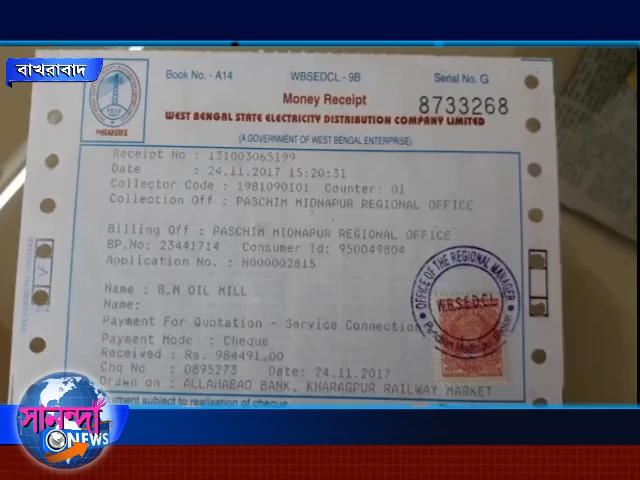 বাখরাবাদ
Book No. - A14 WBSEDCL - 9B Serial No. G
Money Receipt 8733268
WEST BENGAL STATE ELECTRICITY DISTRIBUTION COMPANY LIMITED
(A GOVERNMENT OF WEST BENGAL ENTERPRISE)
WBSEDCL
Receipt No : 131003065199
Date : 24.11.2017 15:20:31
Collector Code : 1981090101 Counter: 01
Collection Off : PASCHIM MIDNAPUR REGIONAL OFFICE
Billing Off : PASCHIM MIDNAPUR REGIONAL OFFICE
BP.No: 23441714 Consumer Id: 950049804
Application No. : H000002815
Name : B.M OIL MILL
Name:
Payment For Quotation - Service Connection
Payment Mode : Cheque
Received : Rs. 984491.00
Chq No : 0895273 Date: 24.11.2017
Drawn on : ALLAHABAD BANK, KHARAGPUR RAILWAY MARKET
payment subject to realisation of cheque
OFFICE OF THE REGIONAL MANAGER
W.B.S.E.D.C.L
সানন্দা
NEWS